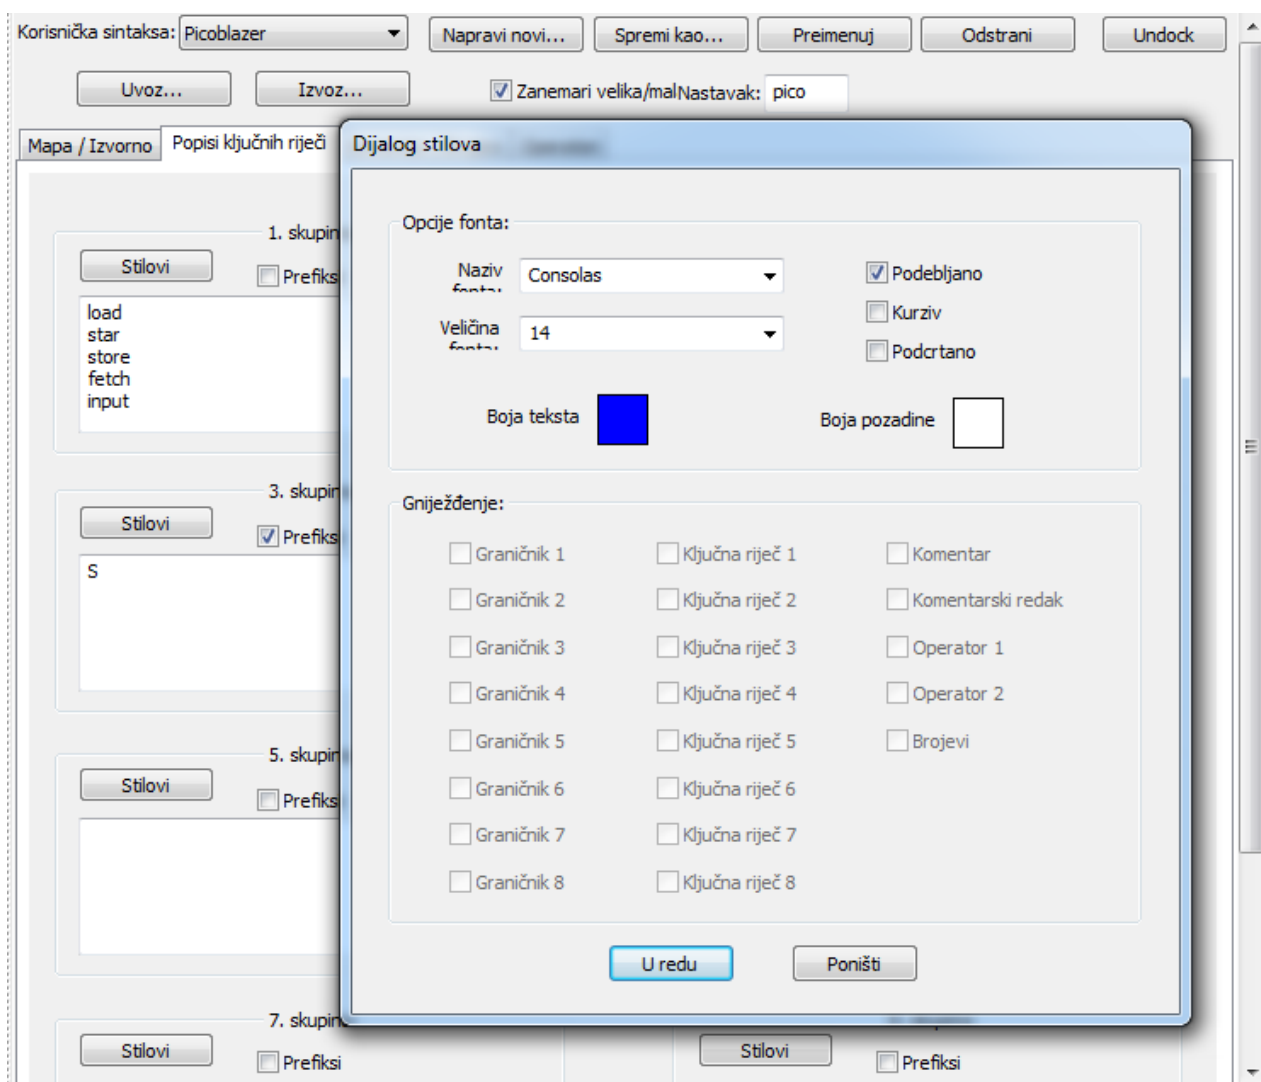 Korisnička sintaksa: Picoblazer Napravi novi... Spremi kao... Preimenuj Odstrani Undock
Uvoz... Izvoz... Zanemari velika/mal Nastavak: pico
Mapa / Izvorno Popisi ključnih riječi
Dijalog stilova
1. skupin
Stilovi Prefiks
load
star
store
fetch
input
3. skupin
Stilovi Prefiks
S
5. skupin
Stilovi Prefiks
7. skupin
Stilovi Prefiksi
Stilovi Prefiksi
Opcije fonta:
Naziv fonta: Consolas
Veličina fonta: 14
Podebljano
Kurziv
Podcrtano
Boja teksta Boja pozadine
Gniježđenje:
Graničnik 1 Ključna riječ 1 Komentar
Graničnik 2 Ključna riječ 2 Komentarski redak
Graničnik 3 Ključna riječ 3 Operator 1
Graničnik 4 Ključna riječ 4 Operator 2
Graničnik 5 Ključna riječ 5 Brojevi
Graničnik 6 Ključna riječ 6
Graničnik 7 Ključna riječ 7
Graničnik 8 Ključna riječ 8
U redu Poništi